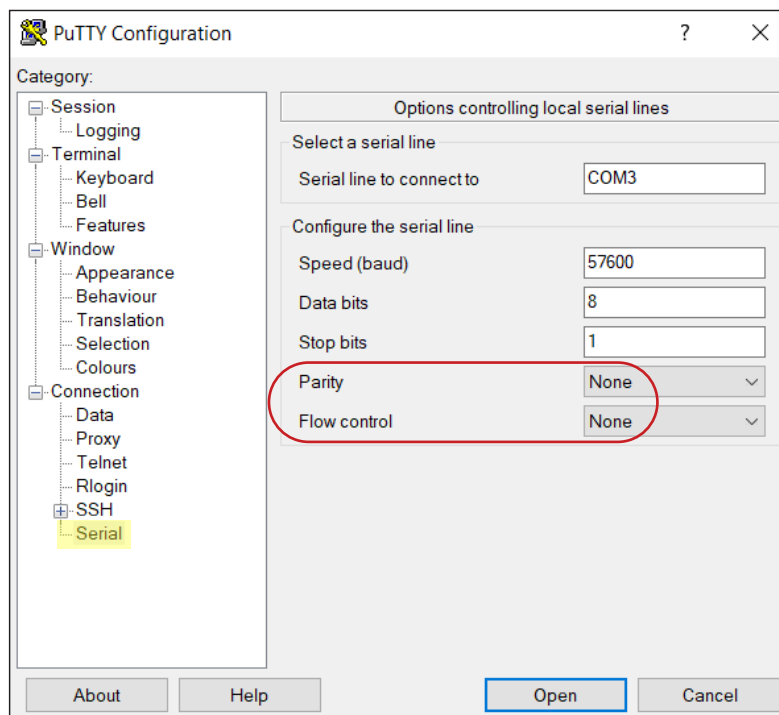 PuTTY Configuration
?
Category:
Session
Logging
Terminal
Keyboard
Bell
Features
Window
Appearance
Behaviour
Translation
Selection
Colours
Connection
Data
Proxy
Telnet
Rlogin
SSH
Serial
Options controlling local serial lines
Select a serial line
Serial line to connect to COM3
Configure the serial line
Speed (baud) 57600
Data bits 8
Stop bits 1
Parity None
Flow control None
About Help Open Cancel